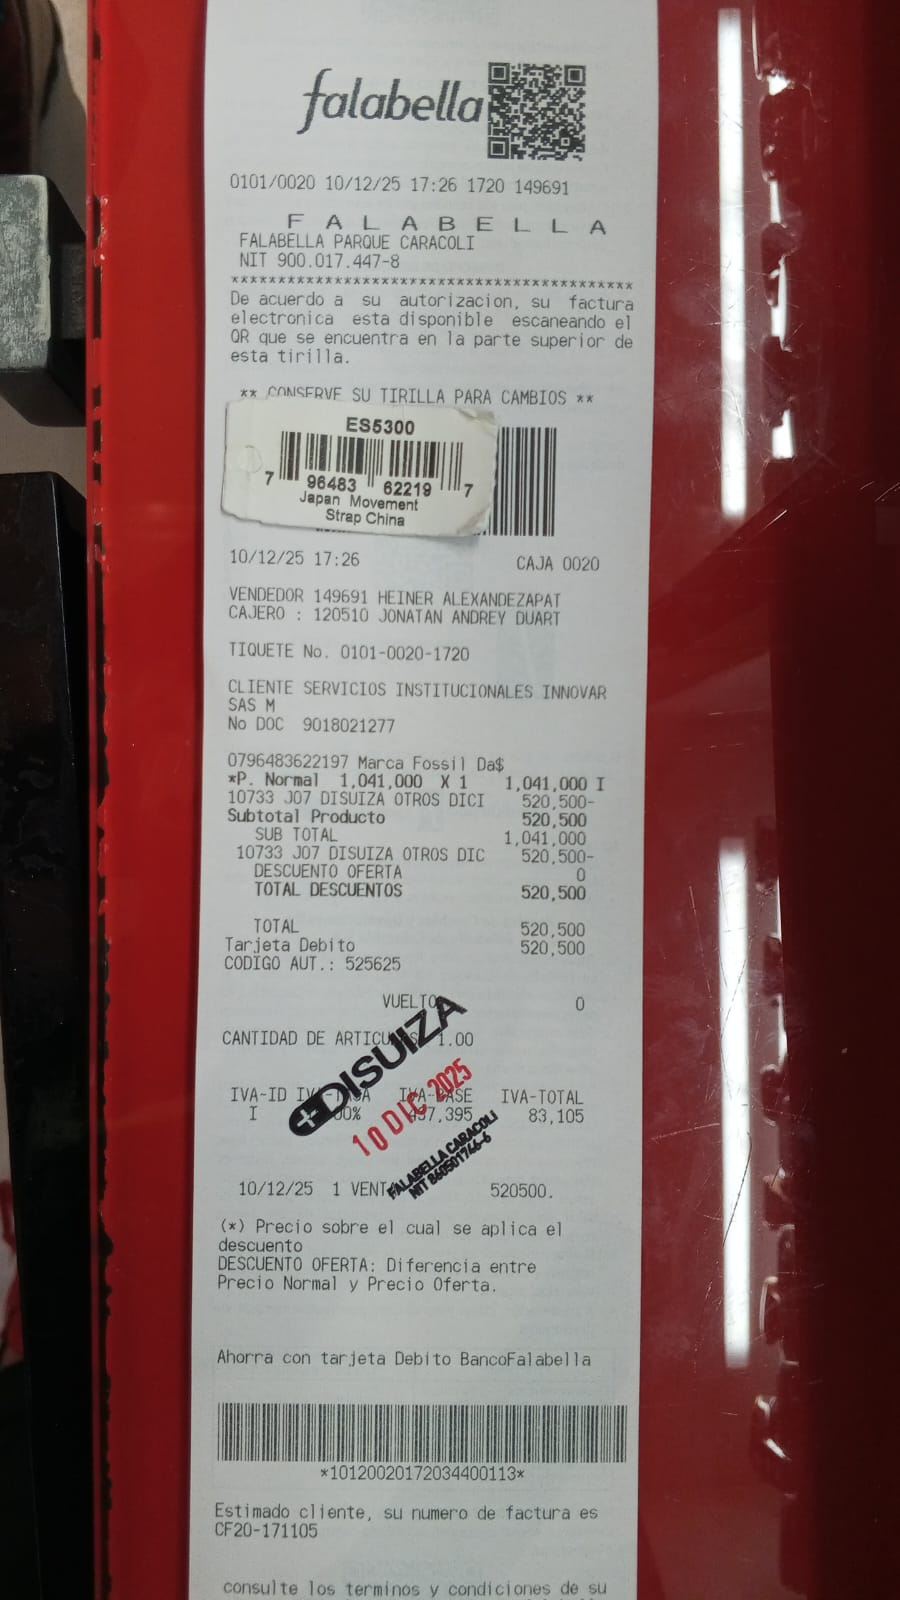 falabella
0101/0020 10/12/25 17:26 1720 149691
F A L A B E L L A
FALABELLA PARQUE CARACOLI
NIT 900.017.447-8
*******************************************
De acuerdo a su autorizacion, su factura
electronica esta disponible escaneando el
QR que se encuentra en la parte superior de
esta tirilla.
** CONSERVE SU TIRILLA PARA CAMBIOS **
ES5300
7 96483 62219 7
Japan Movement
Strap China
10/12/25 17:26 CAJA 0020
VENDEDOR 149691 HEINER ALEXANDEZAPAT
CAJERO : 120510 JONATAN ANDREY DUART
TIQUETE No. 0101-0020-1720
CLIENTE SERVICIOS INSTITUCIONALES INNOVAR
SAS M
No DOC 9018021277
0796483622197 Marca Fossil Da$
*P. Normal 1,041,000 X 1 1,041,000 I
10733 J07 DISUIZA OTROS DICI 520,500-
Subtotal Producto 520,500
SUB TOTAL 1,041,000
10733 J07 DISUIZA OTROS DIC 520,500-
DESCUENTO OFERTA 0
TOTAL DESCUENTOS 520,500
TOTAL 520,500
Tarjeta Debito 520,500
CODIGO AUT.: 525625
VUELTO 0
CANTIDAD DE 1.00
DISUIZA
10 DIC 2025
FALABELLA CARACOLI
NIT 860501746-6
IVA-ID IVA-BASE IVA-TOTAL
I 83,105
10/12/25 1 520500.
(*) Precio sobre el cual se aplica el
descuento
DESCUENTO OFERTA: Diferencia entre
Precio Normal y Precio Oferta.
Ahorra con tarjeta Debito BancoFalabella
*10120020172034400113*
Estimado cliente, su numero de factura es
CF20-171105
consulte los terminos y condiciones de su